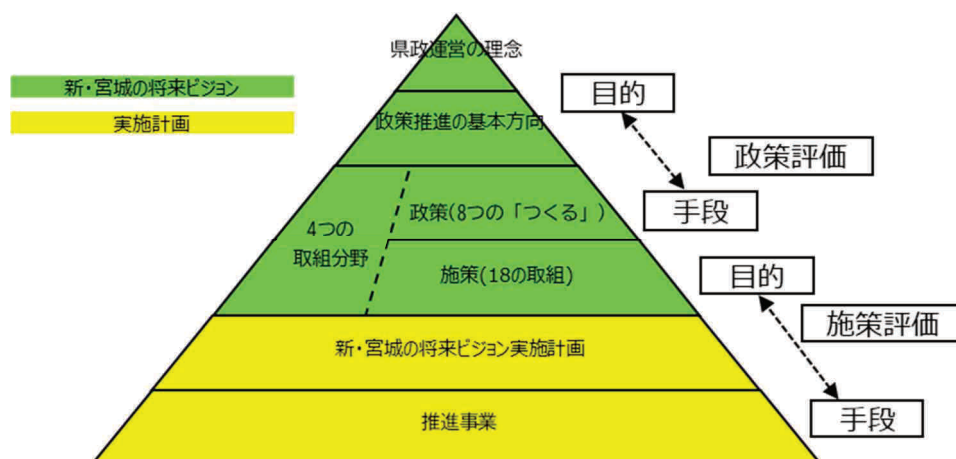 県政運営の理念
新・宮城の将来ビジョン
実施計画
政策推進の基本方向
目的
政策評価
手段
4つの
取組分野
政策(8つの「つくる」)
施策(18の取組)
目的
施策評価
手段
新・宮城の将来ビジョン実施計画
推進事業